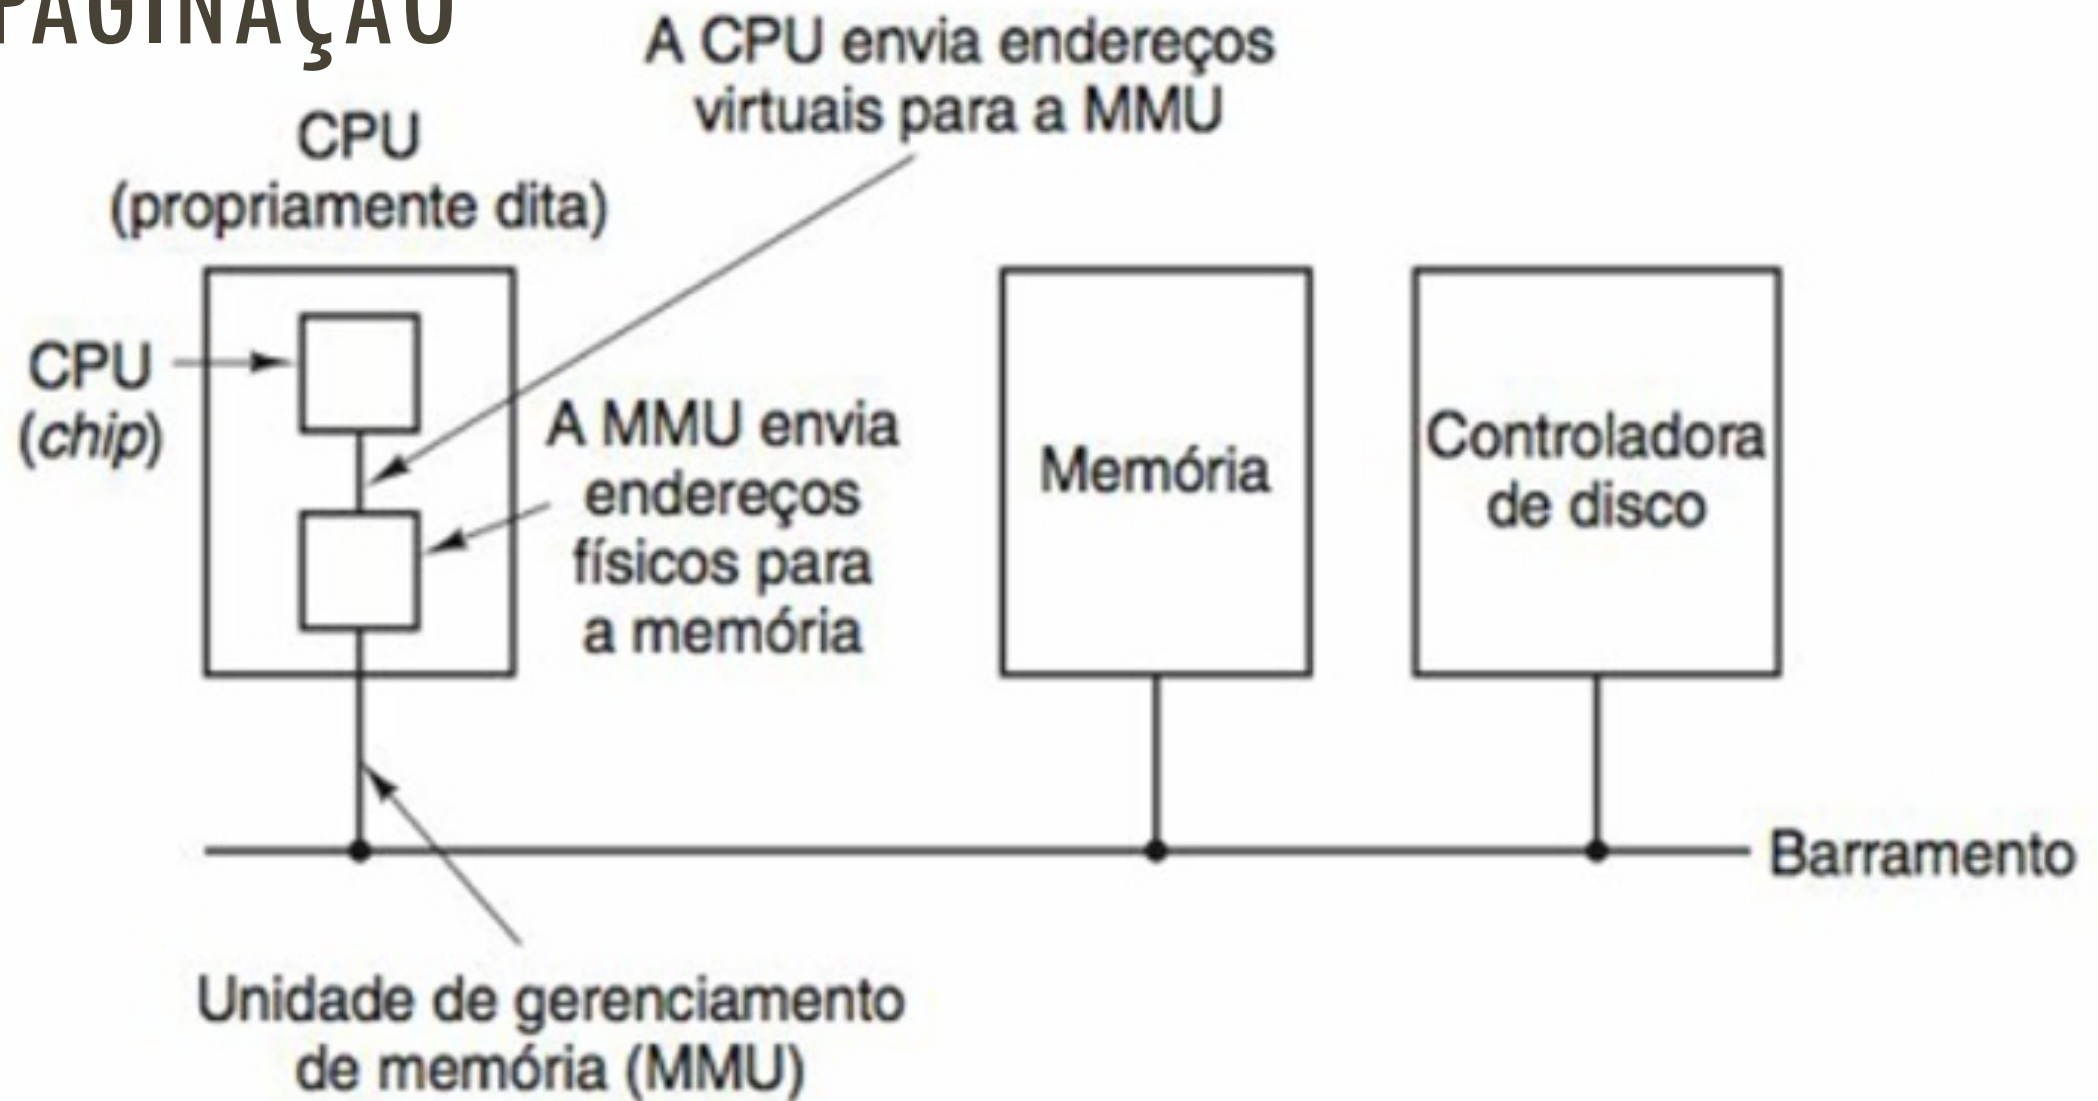 PAGINAÇÃO
A CPU envia endereços
virtuais para a MMU
CPU
(propriamente dita)
CPU
(chip)
A MMU envia
endereços
físicos para
a memória
Memória
Controladora
de disco
Barramento
Unidade de gerenciamento
de memória (MMU)